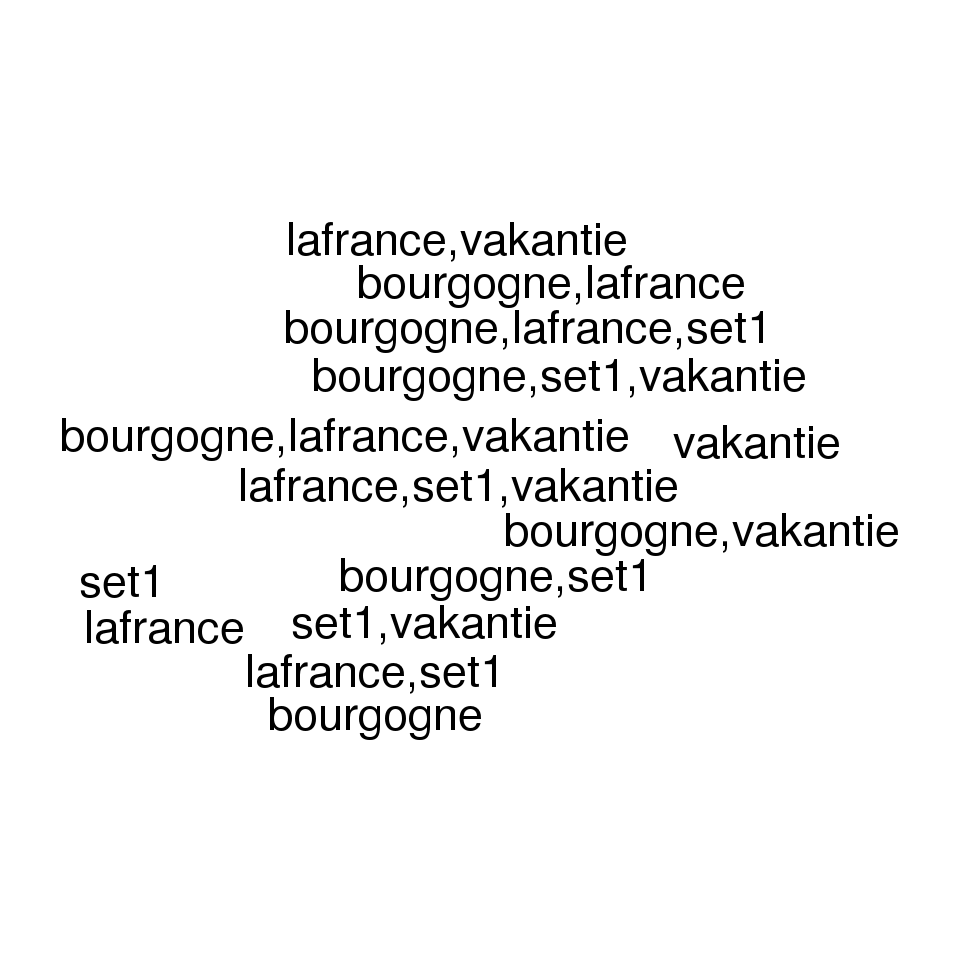 lafrance,vakantie
bourgogne,lafrance
bourgogne,lafrance,set1
bourgogne,set1,vakantie
bourgogne,lafrance,vakantie
vakantie
lafrance,set1,vakantie
bourgogne,vakantie
bourgogne,set1
set1
set1,vakantie
lafrance
lafrance,set1
bourgogne